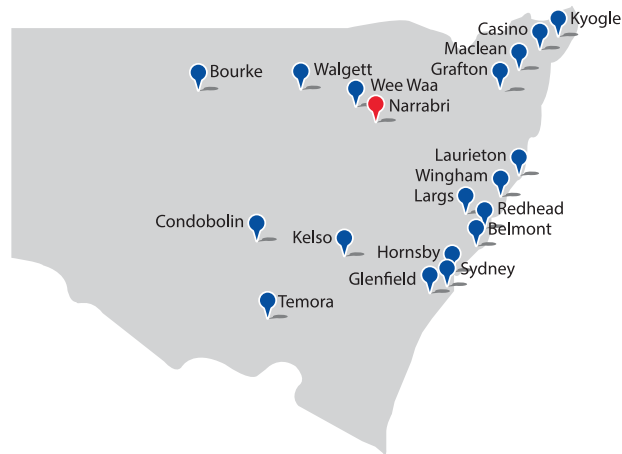 Kyogle
Casino
Maclean
Grafton
Bourke
Walgett
Wee Waa
Narrabri
Laurieton
Wingham
Largs
Redhead
Belmont
Condobolin
Kelso
Hornsby
Sydney
Glenfield
Temora